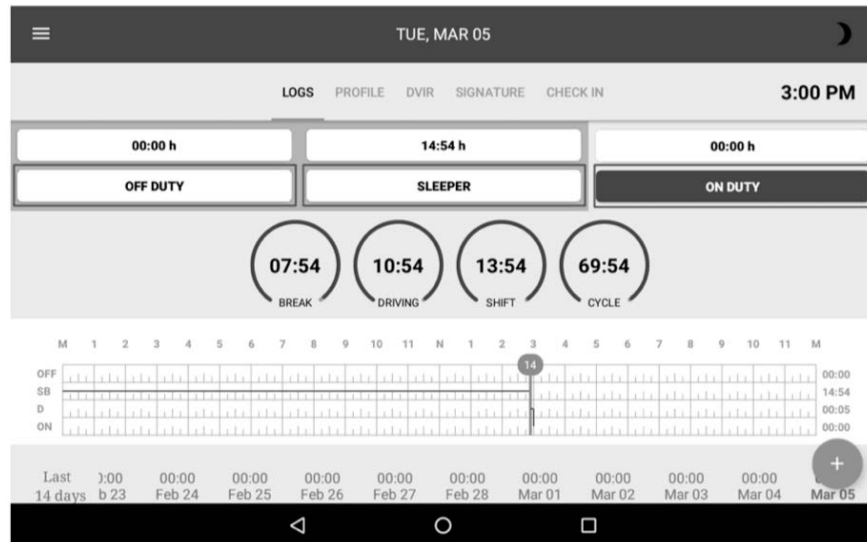 TUE, MAR 05
LOGS PROFILE DVIR SIGNATURE CHECK IN 3:00 PM
00:00 h 14:54 h 00:00 h
OFF DUTY SLEEPER ON DUTY
07:54 10:54 13:54 69:54
BREAK DRIVING SHIFT CYCLE
M 1 2 3 4 5 6 7 8 9 10 11 N 1 2 3 4 5 6 7 8 9 10 11 M
14
OFF 00:00
SB 14:54
D 00:05
ON 00:00
+
Last :00 00:00 00:00 00:00 00:00 00:00 00:00 00:00 00:00 00:00
14 days b 23 Feb 24 Feb 25 Feb 26 Feb 27 Feb 28 Mar 01 Mar 02 Mar 03 Mar 04 Mar 05